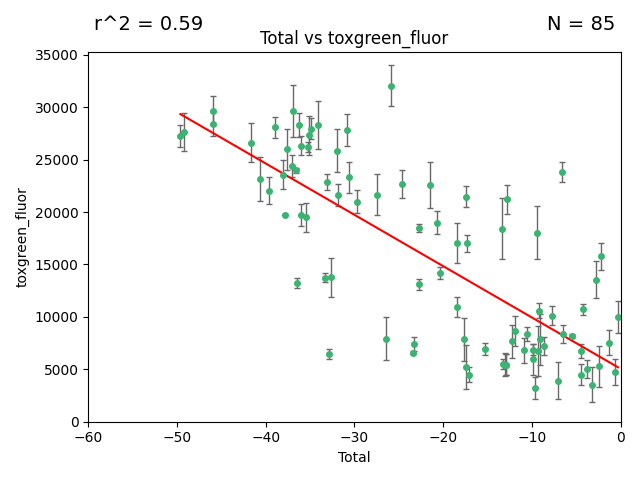 r^2 = 0.59 N = 85
Total vs toxgreen_fluor
35000
30000
25000
20000
15000
10000
5000
0
toxgreen_fluor
−60 −50 −40 −30 −20 −10 0
Total